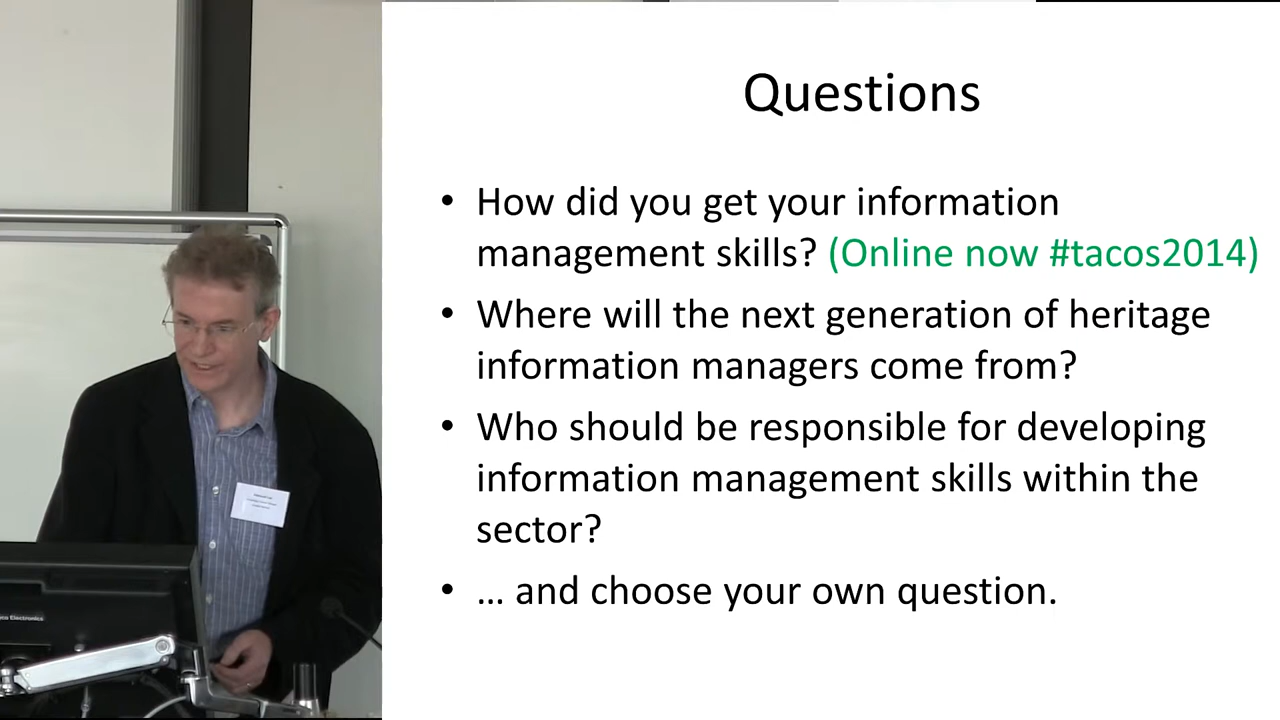 Questions
• How did you get your information
management skills? (Online now #tacos2014)
• Where will the next generation of heritage
information managers come from?
• Who should be responsible for developing
information management skills within the
sector?
• … and choose your own question.
Electronics